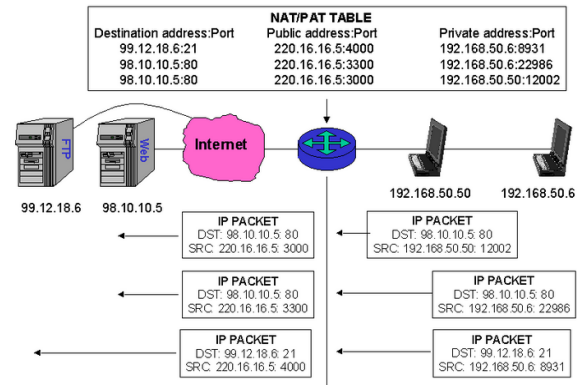 NAT/PAT TABLE
Destination address:Port Public address:Port Private address:Port
99.12.18.6:21 220.16.16.5:4000 192.168.50.6:8931
98.10.10.5:80 220.16.16.5:3300 192.168.50.6:22986
98.10.10.5:80 220.16.16.5:3000 192.168.50.50:12002
FTP
Web
Internet
99.12.18.6
98.10.10.5
192.168.50.50
192.168.50.6
IP PACKET
DST: 98.10.10.5: 80
SRC: 220.16.16.5: 3000
IP PACKET
DST: 98.10.10.5: 80
SRC: 192.168.50.50: 12002
IP PACKET
DST: 98.10.10.5: 80
SRC: 220.16.16.5: 3300
IP PACKET
DST: 98.10.10.5: 80
SRC: 192.168.50.6: 22986
IP PACKET
DST: 99.12.18.6: 21
SRC: 220.16.16.5: 4000
IP PACKET
DST: 99.12.18.6: 21
SRC: 192.168.50.6: 8931